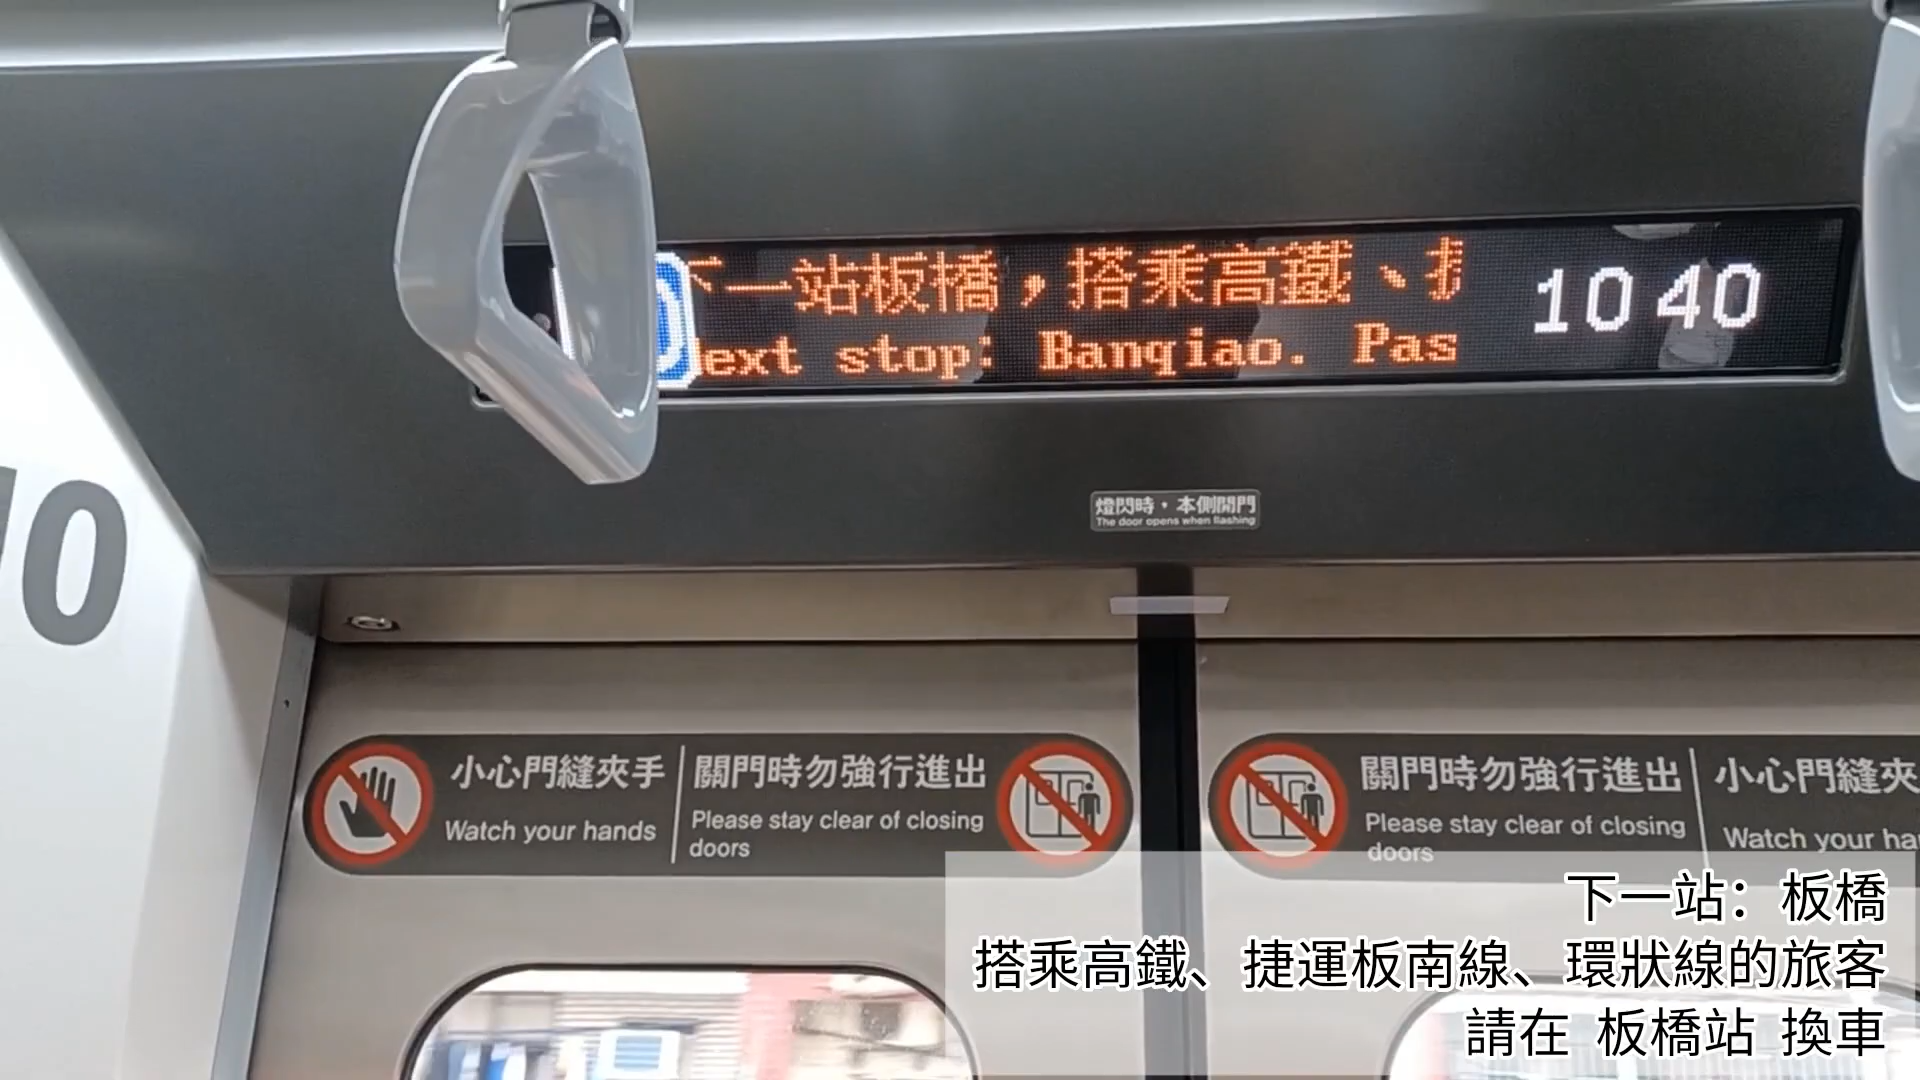 下一站板橋，搭乘高鐵、
Next stop: Banqiao. Pas
10 40
燈閃時，本側開門
The door opens when flashing
0
小心門縫夾手
Watch your hands
關門時勿強行進出
Please stay clear of closing
doors
關門時勿強行進出
Please stay clear of closing
doors
小心門縫夾
Watch your ha
下一站：板橋
搭乘高鐵、捷運板南線、環狀線的旅客
請在 板橋站 換車